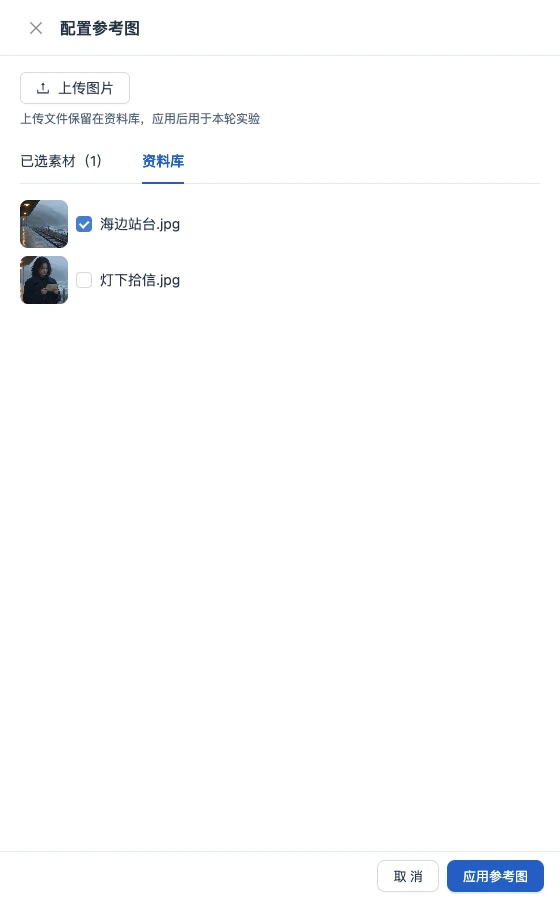 配置参考图
上传图片
上传文件保留在资料库，应用后用于本轮实验
已选素材（1） 资料库
海边站台.jpg
灯下拾信.jpg
取 消 应用参考图